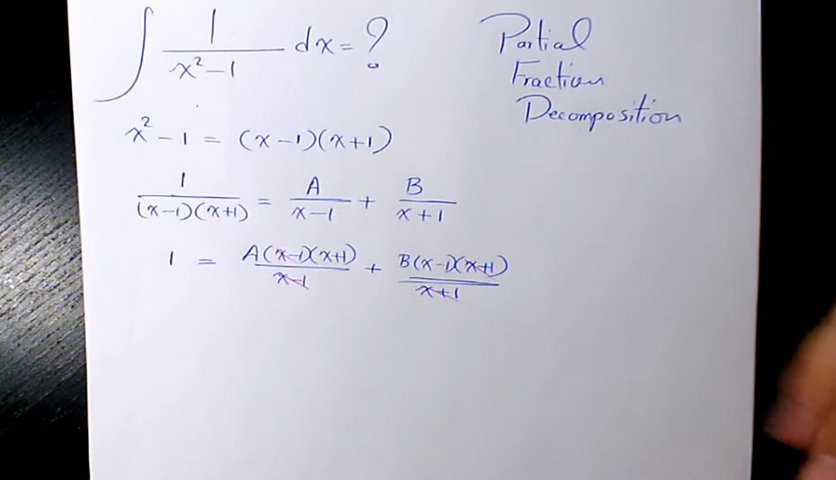 ∫ 1/(x²-1) dx = ?
Partial
Fraction
Decomposition
x² - 1 = (x-1)(x+1)
1/((x-1)(x+1)) = A/(x-1) + B/(x+1)
1 = A(x-1)(x+1)/(x-1) + B(x-1)(x+1)/(x+1)